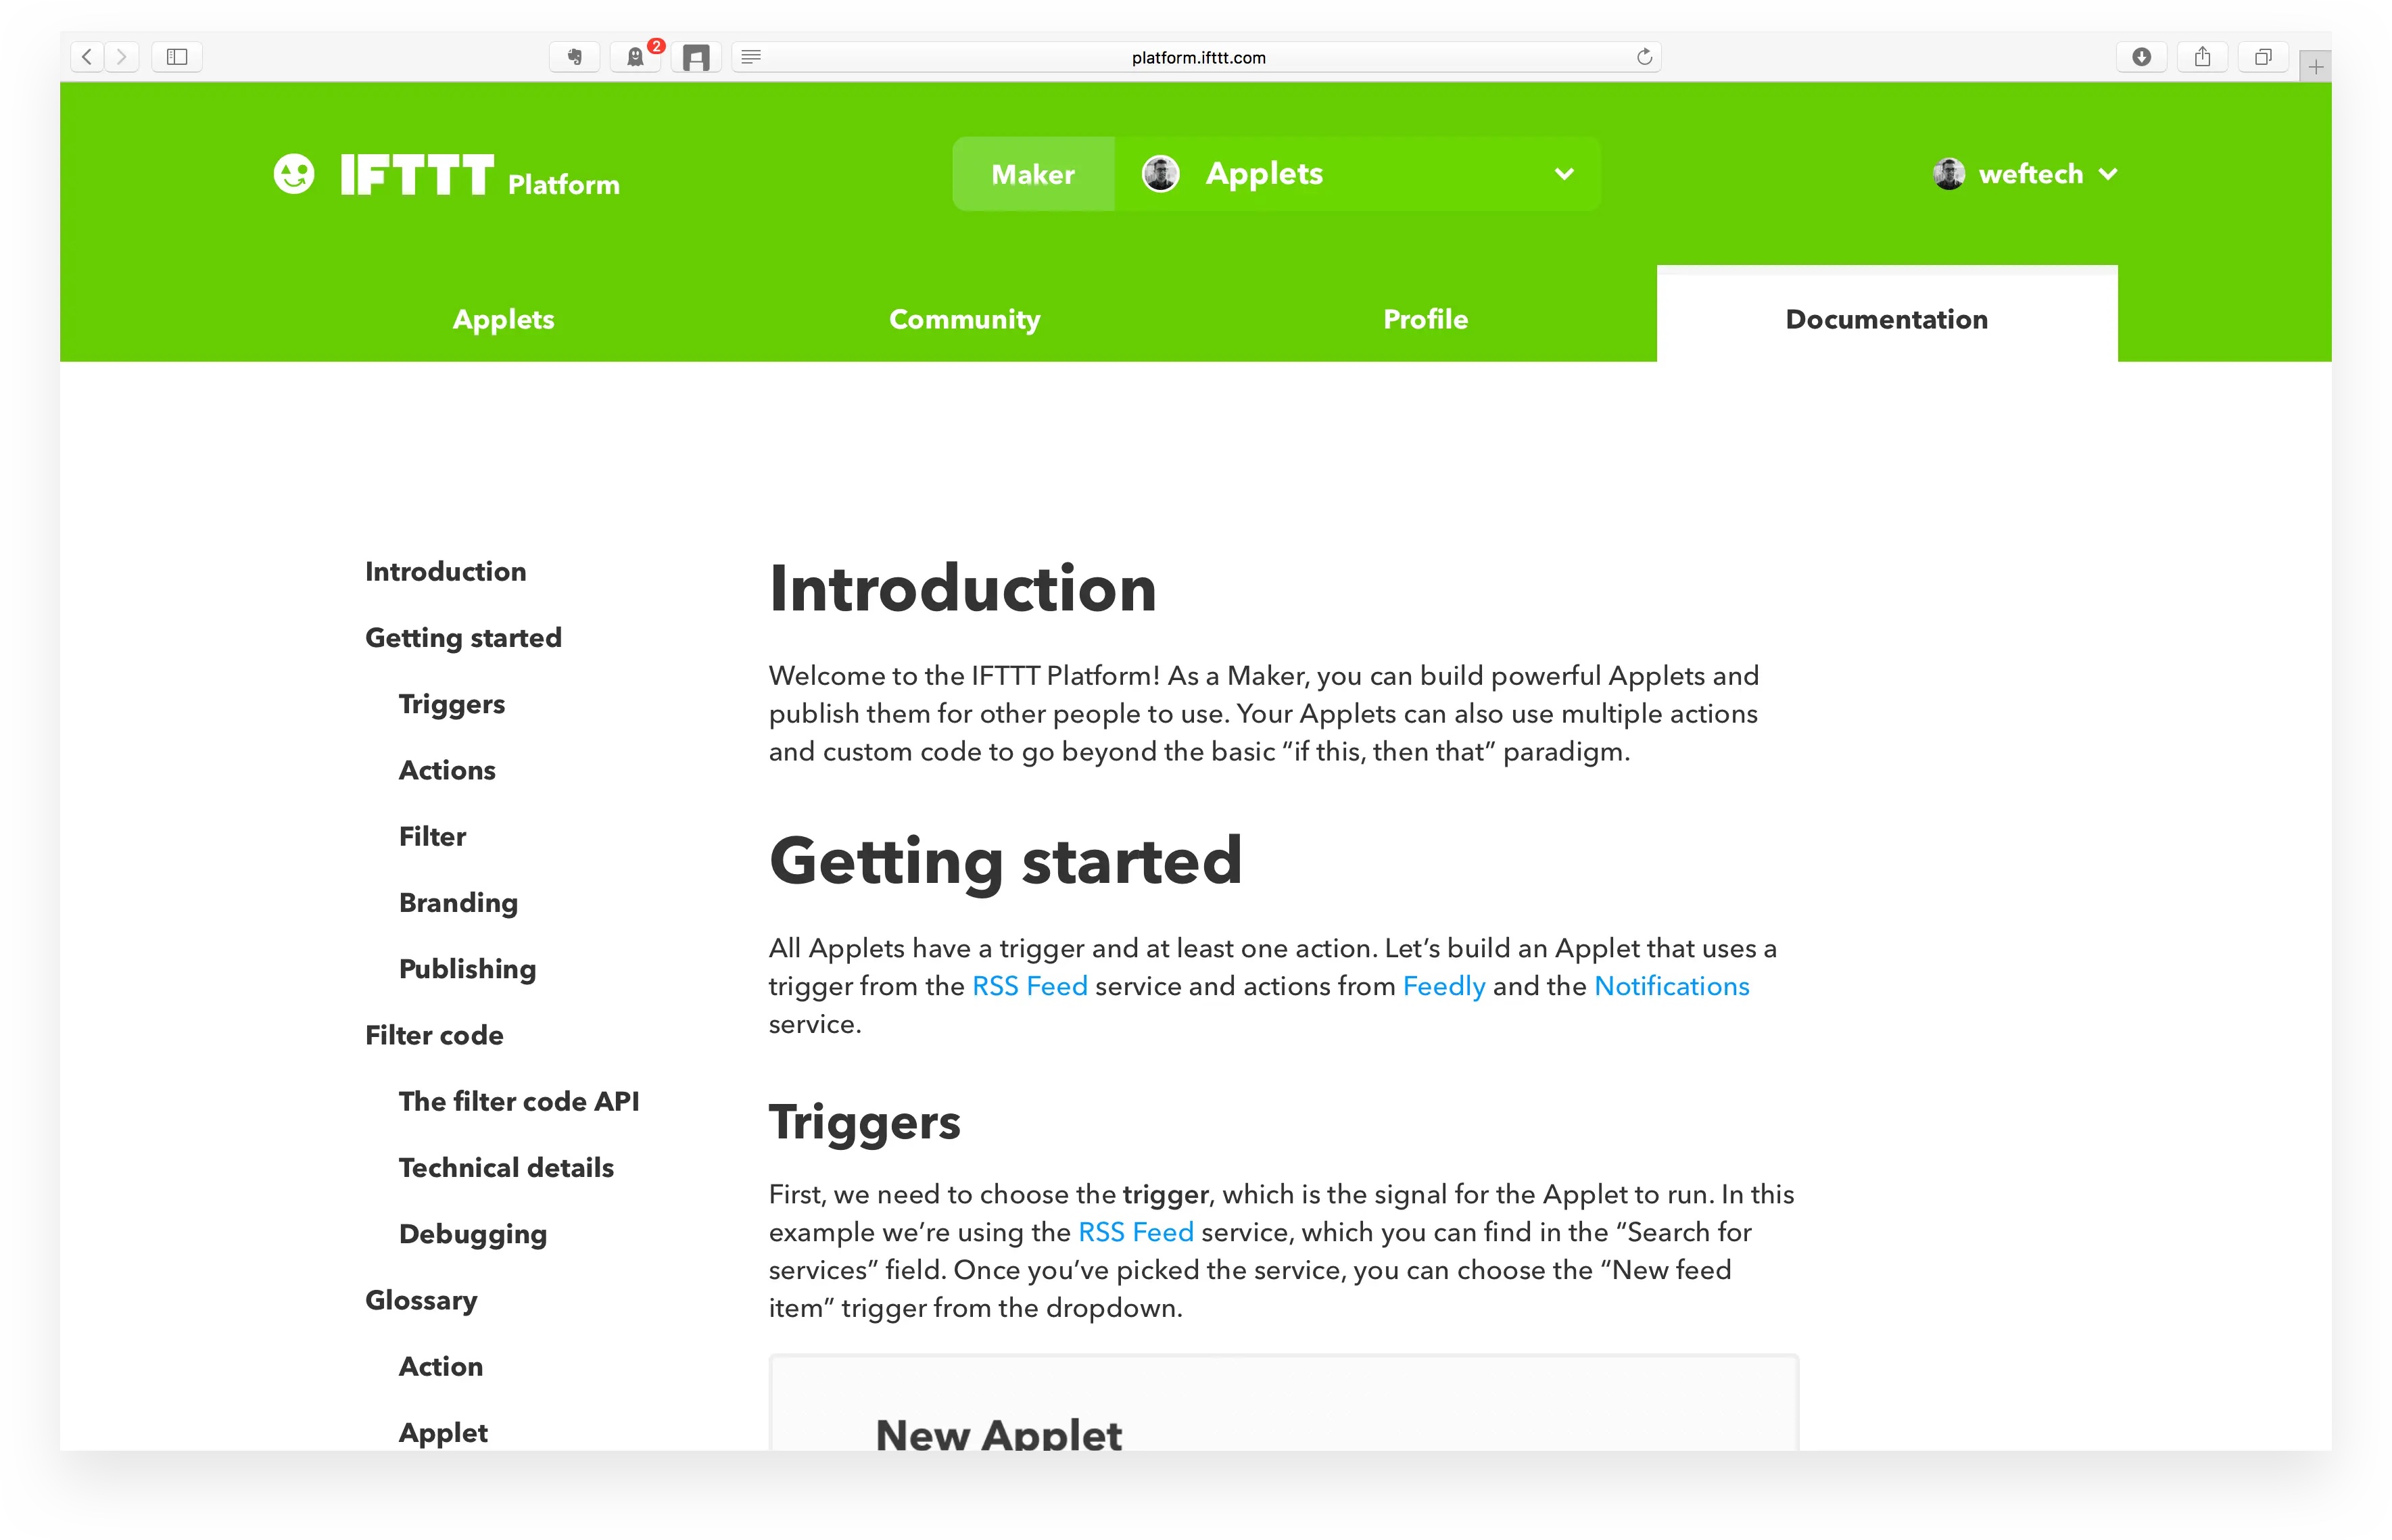 2
platform.ifttt.com
IFTTT Platform
Maker
Applets
weftech
Applets
Community
Profile
Documentation
Introduction
Getting started
Triggers
Actions
Filter
Branding
Publishing
Filter code
The filter code API
Technical details
Debugging
Glossary
Action
Applet
Introduction
Welcome to the IFTTT Platform! As a Maker, you can build powerful Applets and
publish them for other people to use. Your Applets can also use multiple actions
and custom code to go beyond the basic “if this, then that” paradigm.
Getting started
All Applets have a trigger and at least one action. Let’s build an Applet that uses a
trigger from the RSS Feed service and actions from Feedly and the Notifications
service.
Triggers
First, we need to choose the trigger, which is the signal for the Applet to run. In this
example we’re using the RSS Feed service, which you can find in the “Search for
services” field. Once you’ve picked the service, you can choose the “New feed
item” trigger from the dropdown.
New Applet